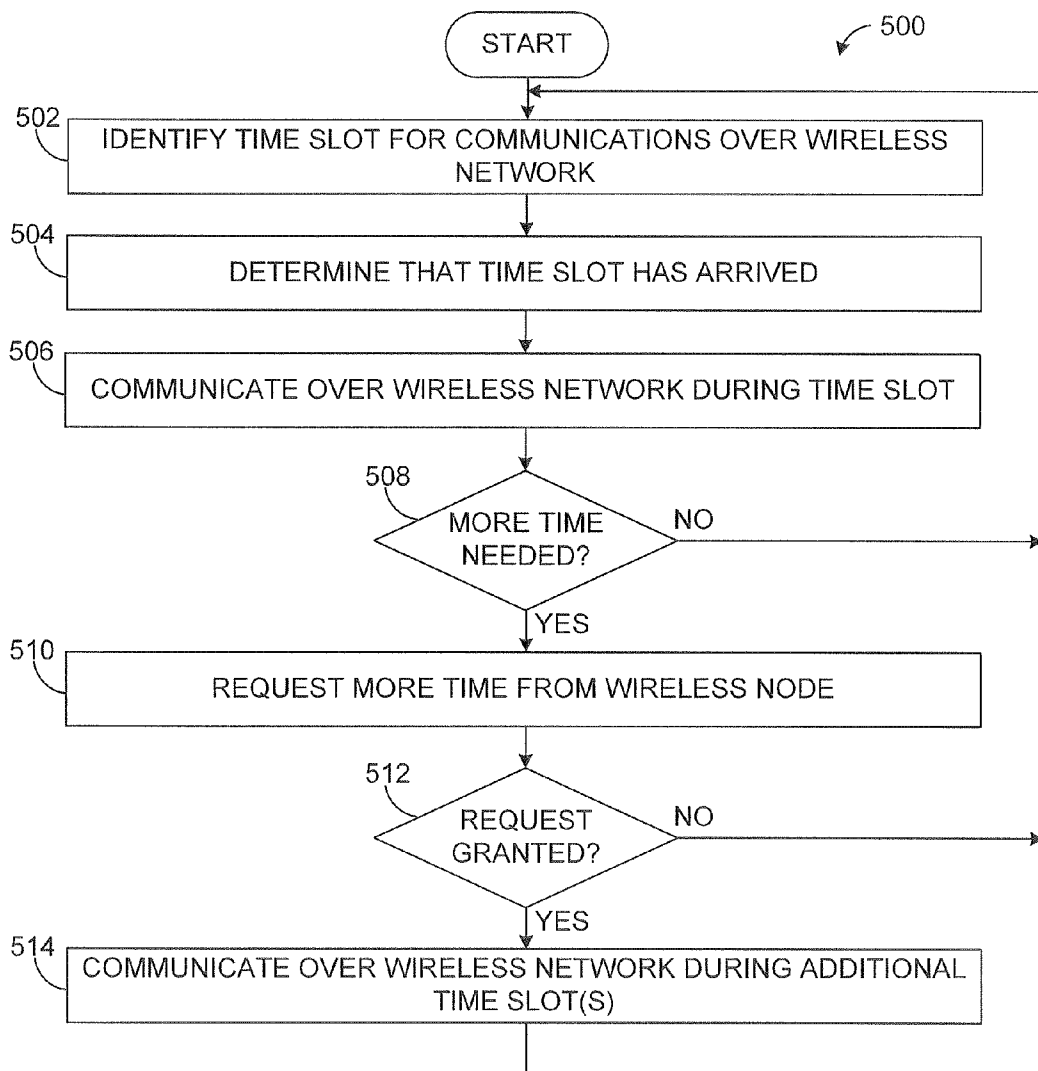 START
500
502
IDENTIFY TIME SLOT FOR COMMUNICATIONS OVER WIRELESS
NETWORK
504
DETERMINE THAT TIME SLOT HAS ARRIVED
506
COMMUNICATE OVER WIRELESS NETWORK DURING TIME SLOT
508
MORE TIME
NEEDED?
NO
YES
510
REQUEST MORE TIME FROM WIRELESS NODE
512
REQUEST
GRANTED?
NO
YES
514
COMMUNICATE OVER WIRELESS NETWORK DURING ADDITIONAL
TIME SLOT(S)